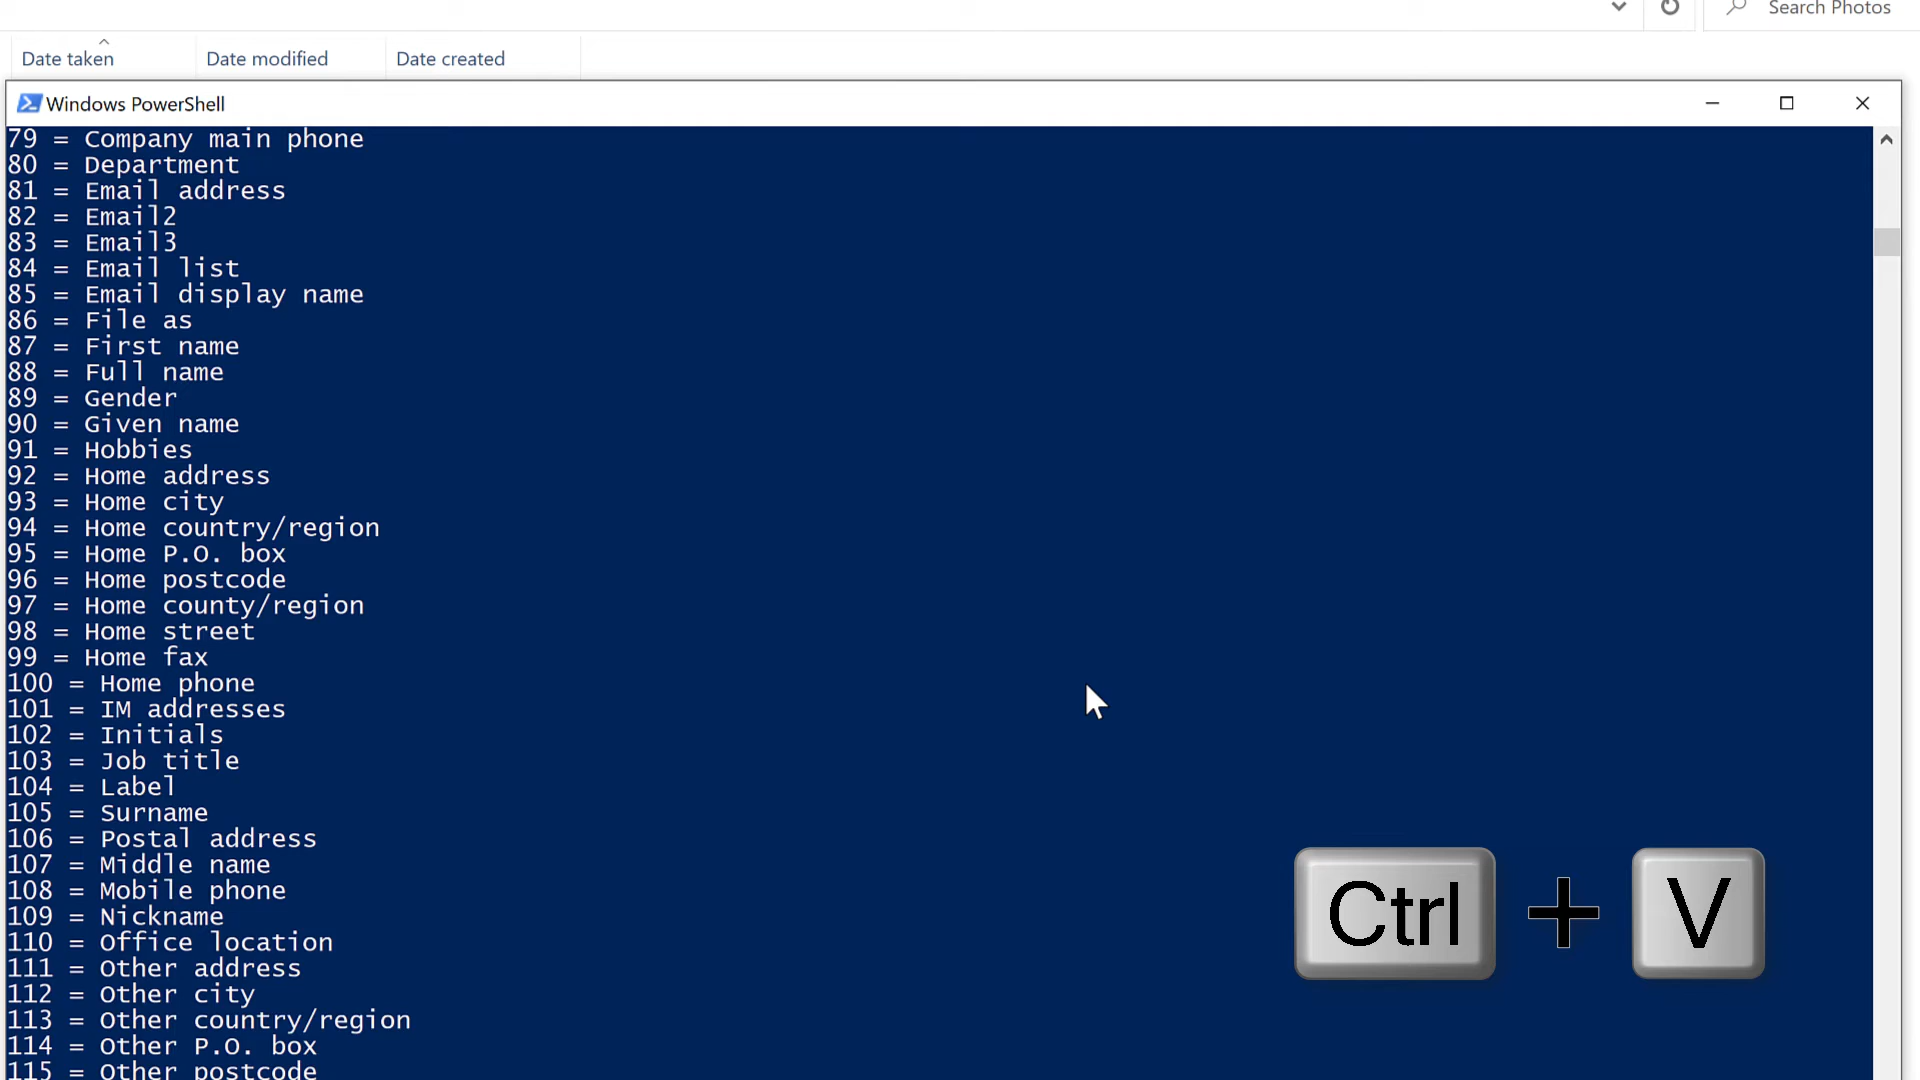 Search Photos
Date taken
Date modified
Date created
Windows PowerShell
79 = Company main phone
80 = Department
81 = Email address
82 = Email2
83 = Email3
84 = Email list
85 = Email display name
86 = File as
87 = First name
88 = Full name
89 = Gender
90 = Given name
91 = Hobbies
92 = Home address
93 = Home city
94 = Home country/region
95 = Home P.O. box
96 = Home postcode
97 = Home county/region
98 = Home street
99 = Home fax
100 = Home phone
101 = IM addresses
102 = Initials
103 = Job title
104 = Label
105 = Surname
106 = Postal address
107 = Middle name
108 = Mobile phone
109 = Nickname
110 = Office location
111 = Other address
112 = Other city
113 = Other country/region
114 = Other P.O. box
115 = Other postcode
Ctrl + V